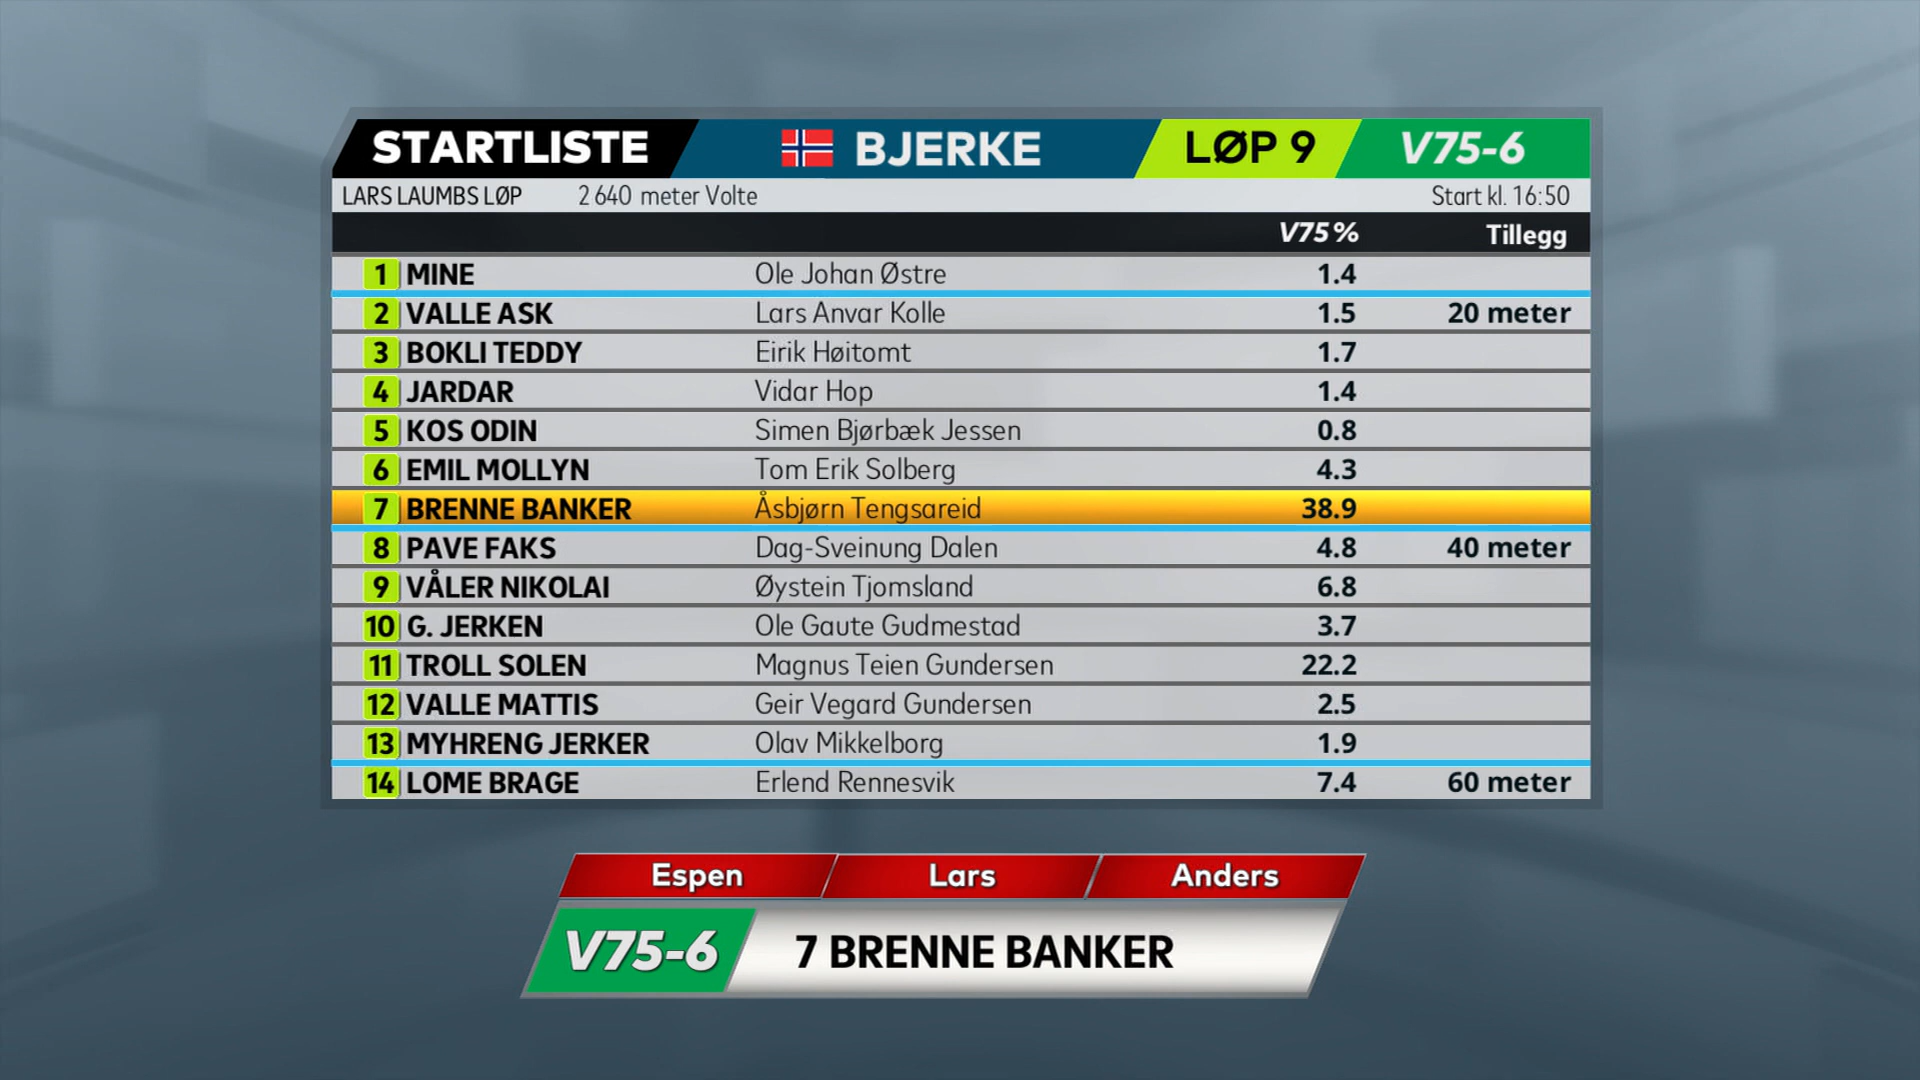 STARTLISTE BJERKE LØP 9 V75-6
LARS LAUMBS LØP 2 640 meter Volte Start kl. 16:50
V75% Tillegg
1 MINE Ole Johan Østre 1.4
2 VALLE ASK Lars Anvar Kolle 1.5 20 meter
3 BOKLI TEDDY Eirik Høitomt 1.7
4 JARDAR Vidar Hop 1.4
5 KOS ODIN Simen Bjørbæk Jessen 0.8
6 EMIL MOLLYN Tom Erik Solberg 4.3
7 BRENNE BANKER Åsbjørn Tengsareid 38.9
8 PAVE FAKS Dag-Sveinung Dalen 4.8 40 meter
9 VÅLER NIKOLAI Øystein Tjomsland 6.8
10 G. JERKEN Ole Gaute Gudmestad 3.7
11 TROLL SOLEN Magnus Teien Gundersen 22.2
12 VALLE MATTIS Geir Vegard Gundersen 2.5
13 MYHRENG JERKER Olav Mikkelborg 1.9
14 LOME BRAGE Erlend Rennesvik 7.4 60 meter
Espen Lars Anders
V75-6 7 BRENNE BANKER